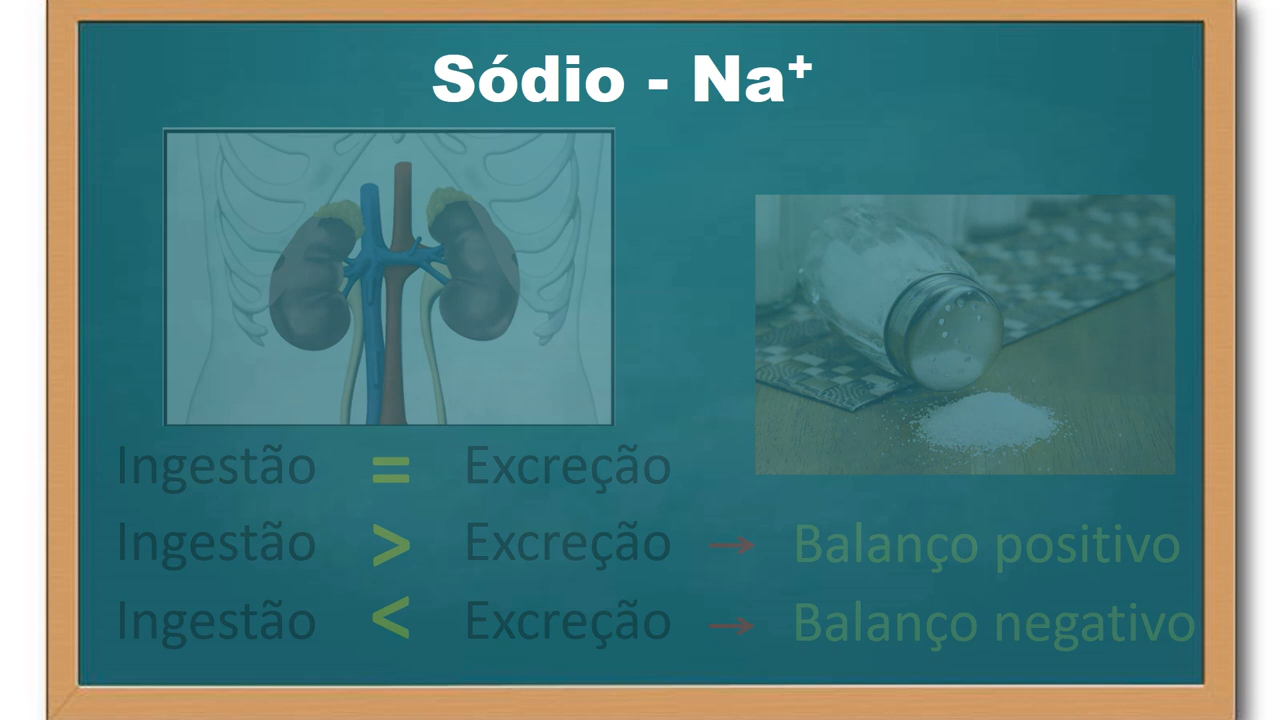 Sódio - Na⁺
Ingestão = Excreção
Ingestão > Excreção → Balanço positivo
Ingestão < Excreção → Balanço negativo